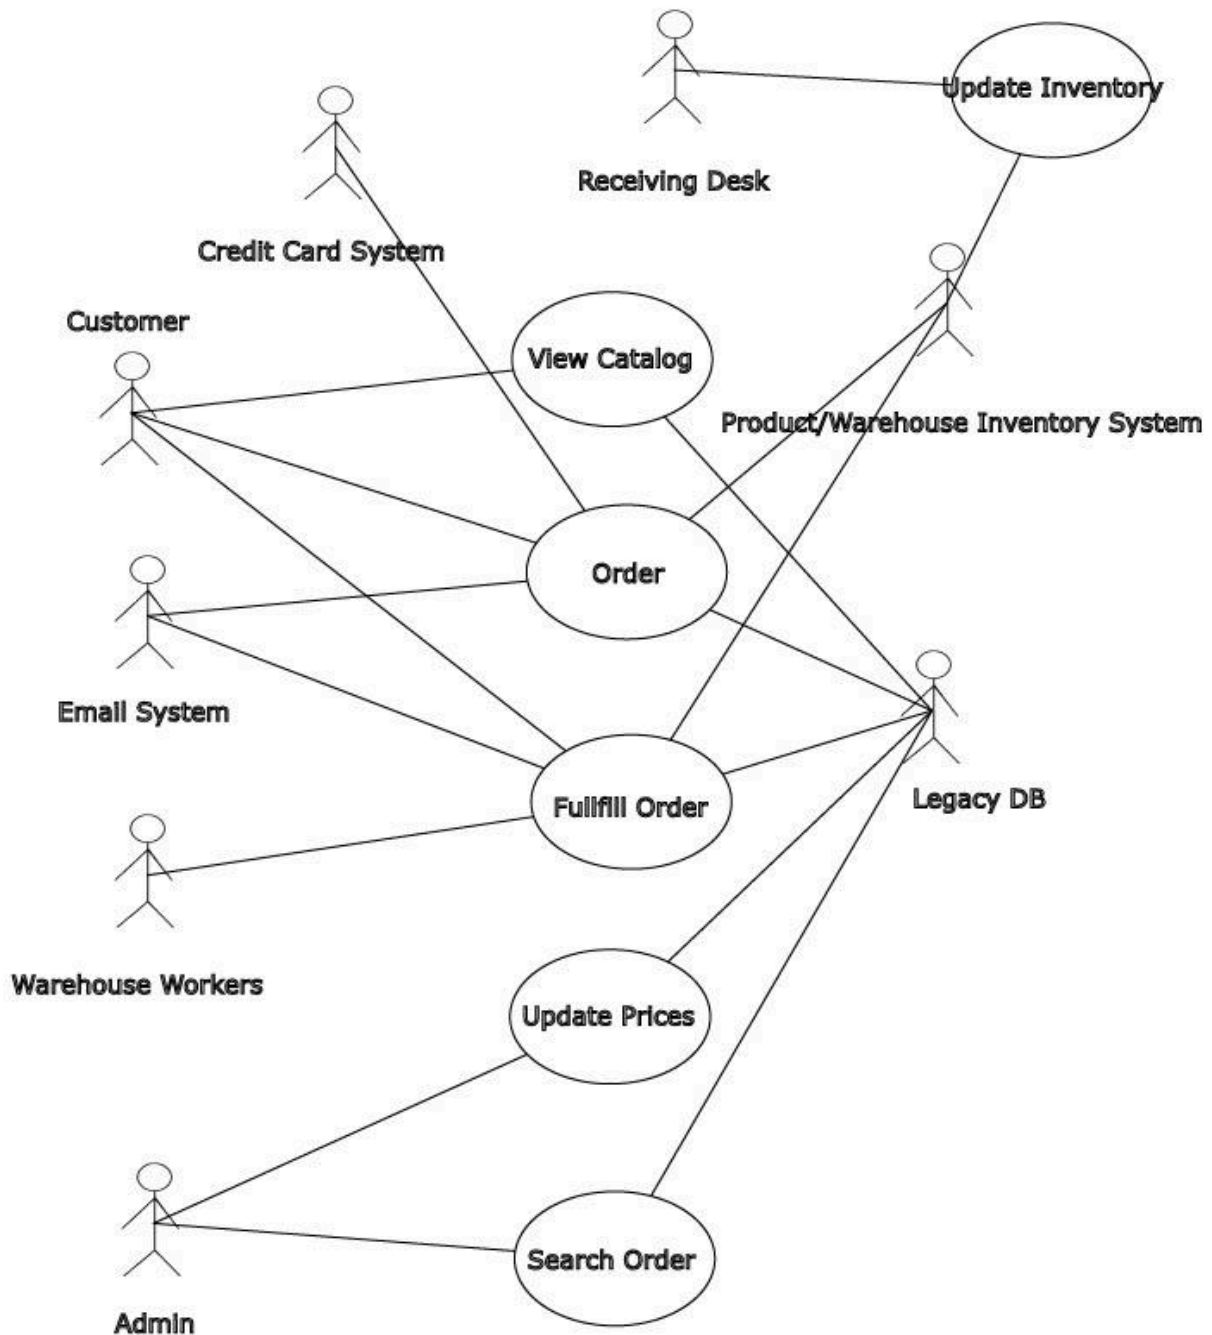 Update Inventory
Receiving Desk
Credit Card System
Customer
View Catalog
Product/Warehouse Inventory System
Order
Email System
Legacy DB
Fullfill Order
Warehouse Workers
Update Prices
Search Order
Admin